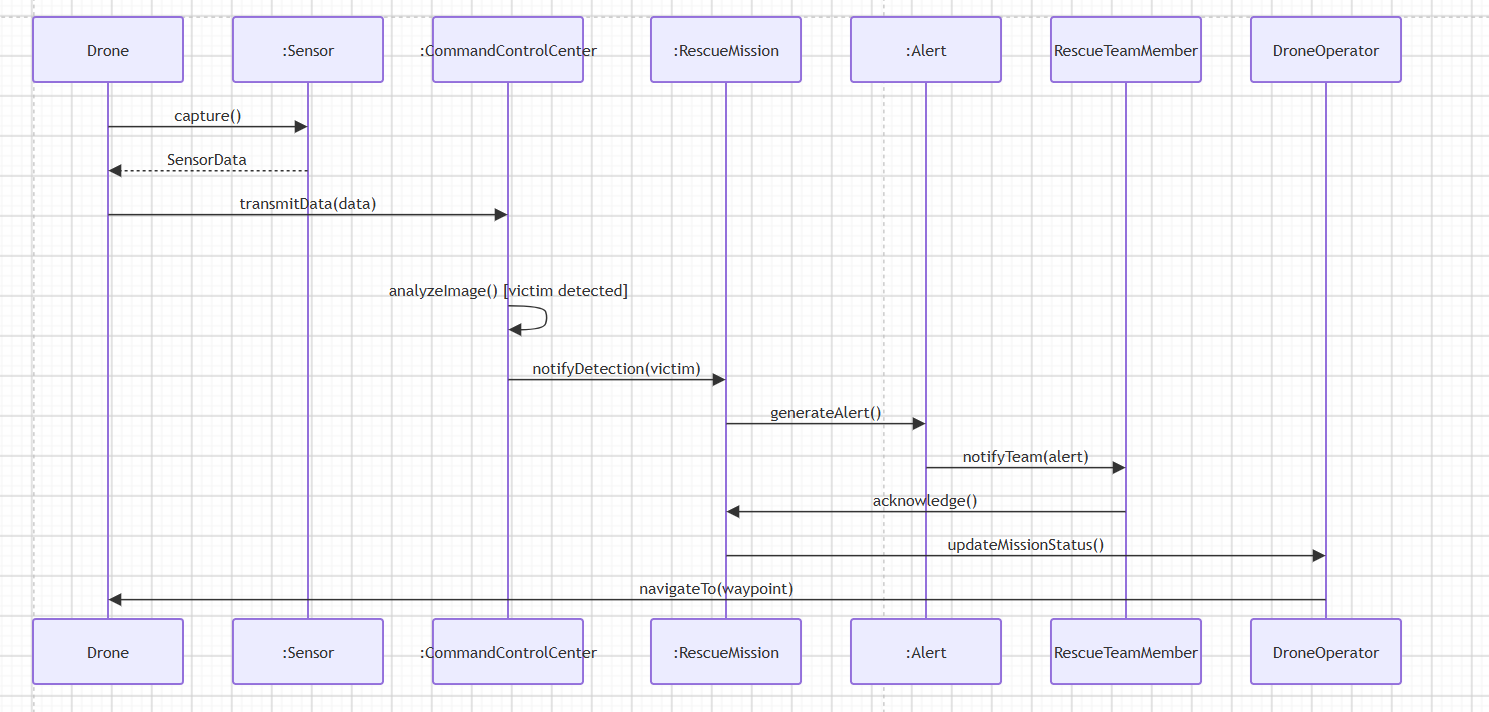 Drone
:Sensor
:CommandControlCenter
:RescueMission
:Alert
RescueTeamMember
DroneOperator
capture()
SensorData
transmitData(data)
analyzeImage() [victim detected]
notifyDetection(victim)
generateAlert()
notifyTeam(alert)
acknowledge()
updateMissionStatus()
navigateTo(waypoint)
Drone
:Sensor
:CommandControlCenter
:RescueMission
:Alert
RescueTeamMember
DroneOperator